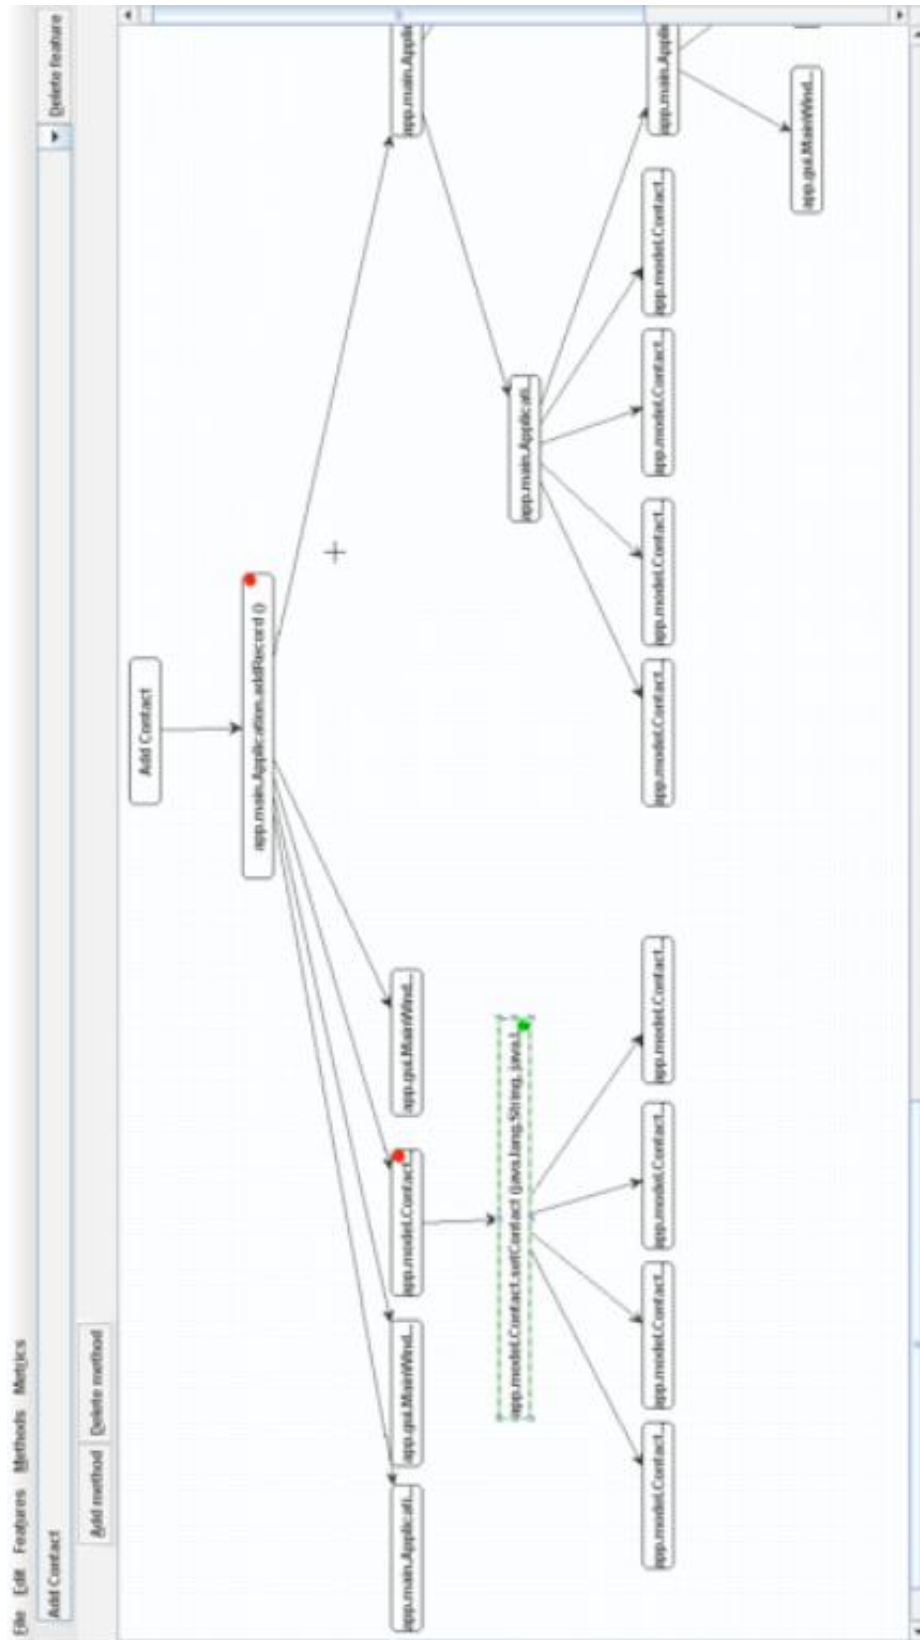 File Edit Features Methods Metrics
Add Contact
Delete feature
Add method Delete method
Add Contact
app.main.Application.addRecord ()
app.main.Applicati...
app.gui.MainWind...
app.model.Contact...
app.gui.MainWind...
app.main.Applic
app.model.Contact.setContact (java.lang.String, java.l...
app.main.Applicati...
app.model.Contact...
app.model.Contact...
app.model.Contact...
app.model.Contact...
app.model.Contact...
app.model.Contact...
app.model.Contact...
app.model.Contact...
app.main.Applic
app.gui.MainWind...